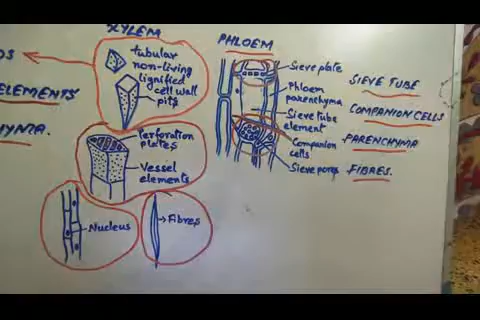 XYLEM
tubular
non-living
lignified
cell wall
pits
ELEMENTS
Perforation
plates
Vessel
elements
Nucleus
Fibres
PHLOEM
Sieve plate
Phloem
parenchyma
Sieve tube
element
Companion
cells
Sieve pores
SIEVE TUBE
COMPANION CELLS
PARENCHYMA
FIBRES.